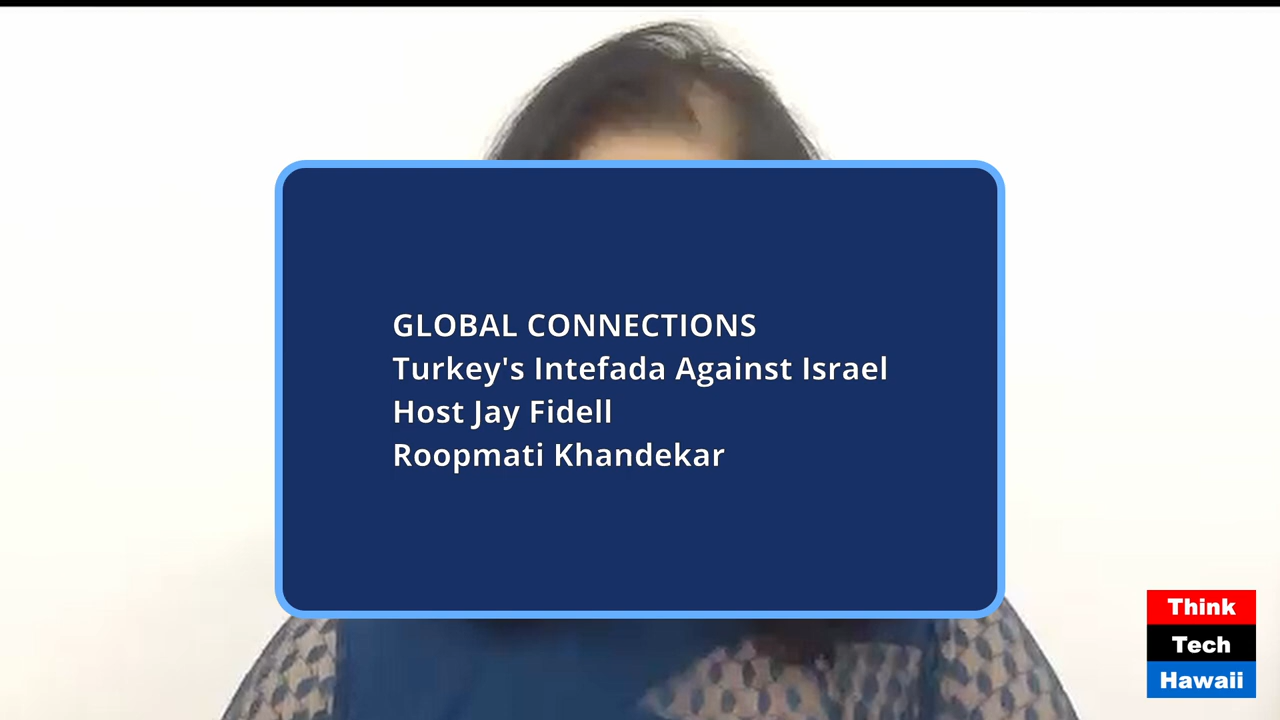 GLOBAL CONNECTIONS
Turkey's Intefada Against Israel
Host Jay Fidell
Roopmati Khandekar
Think
Tech
Hawaii